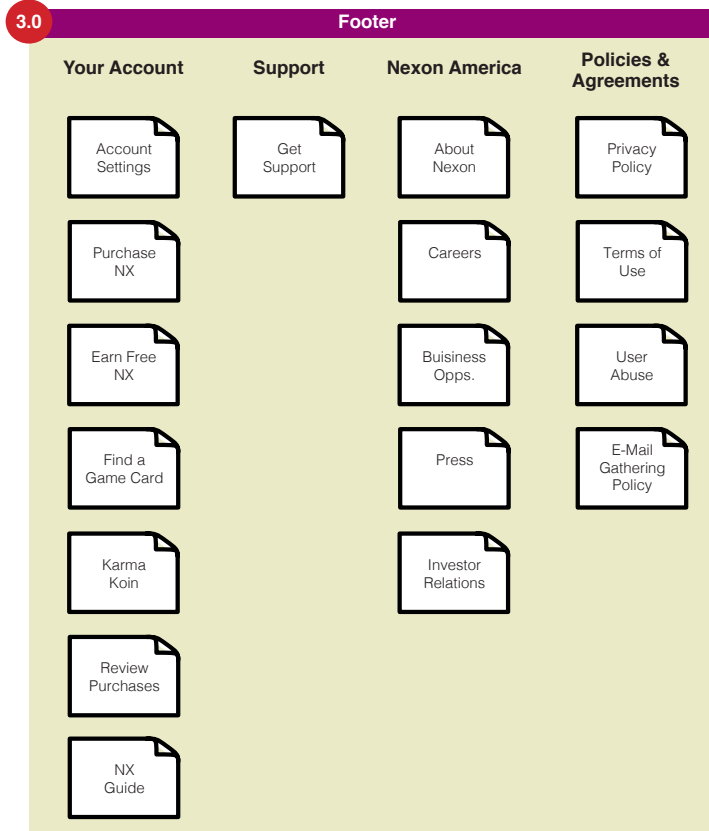 3.0
Footer
Your Account
Account
Settings
Purchase
NX
Earn Free
NX
Find a
Game Card
Karma
Koin
Review
Purchases
NX
Guide
Support
Get
Support
Nexon America
About
Nexon
Careers
Buisiness
Opps.
Press
Investor
Relations
Policies &
Agreements
Privacy
Policy
Terms of
Use
User
Abuse
E-Mail
Gathering
Policy